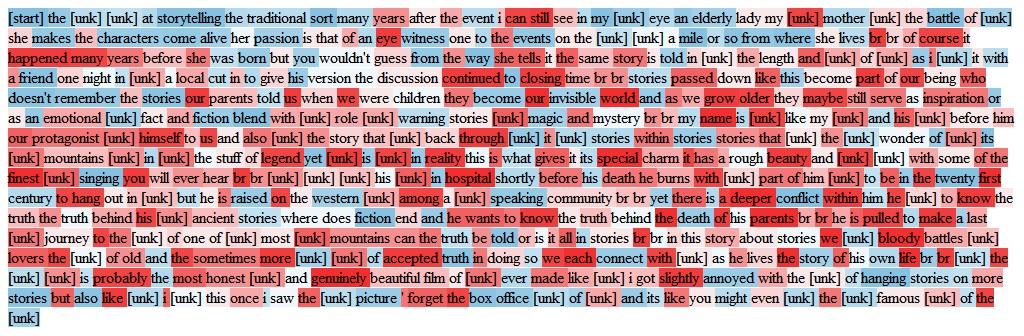 [start] the [unk] [unk] at storytelling the traditional sort many years after the event i can still see in my [unk] eye an elderly lady my [unk] mother [unk] the battle of [unk]
she makes the characters come alive her passion is that of an eye witness one to the events on the [unk] [unk] a mile or so from where she lives br br of course it
happened many years before she was born but you wouldn't guess from the way she tells it the same story is told in [unk] the length and [unk] of [unk] as i [unk] it with
a friend one night in [unk] a local cut in to give his version the discussion continued to closing time br br stories passed down like this become part of our being who
doesn't remember the stories our parents told us when we were children they become our invisible world and as we grow older they maybe still serve as inspiration or
as an emotional [unk] fact and fiction blend with [unk] role [unk] warning stories [unk] magic and mystery br br my name is [unk] like my [unk] and his [unk] before him
our protagonist [unk] himself to us and also [unk] the story that [unk] back through [unk] it [unk] stories within stories stories that [unk] the [unk] wonder of [unk] its
[unk] mountains [unk] in [unk] the stuff of legend yet [unk] is [unk] in reality this is what gives it its special charm it has a rough beauty and [unk] [unk] with some of the
finest [unk] singing you will ever hear br br [unk] [unk] [unk] his [unk] in hospital shortly before his death he burns with [unk] part of him [unk] to be in the twenty first
century to hang out in [unk] but he is raised on the western [unk] among a [unk] speaking community br br yet there is a deeper conflict within him he [unk] to know the
truth the truth behind his [unk] ancient stories where does fiction end and he wants to know the truth behind the death of his parents br br he is pulled to make a last
[unk] journey to the [unk] of one of [unk] most [unk] mountains can the truth be told or is it all in stories br br in this story about stories we [unk] bloody battles [unk]
lovers the [unk] of old and the sometimes more [unk] [unk] of accepted truth in doing so we each connect with [unk] as he lives the story of his own life br br [unk] the
[unk] [unk] is probably the most honest [unk] and genuinely beautiful film of [unk] ever made like [unk] i got slightly annoyed with the [unk] of hanging stories on more
stories but also like [unk] i [unk] this once i saw the [unk] picture ' forget the box office [unk] of [unk] and its like you might even [unk] the [unk] famous [unk] of the
[unk]